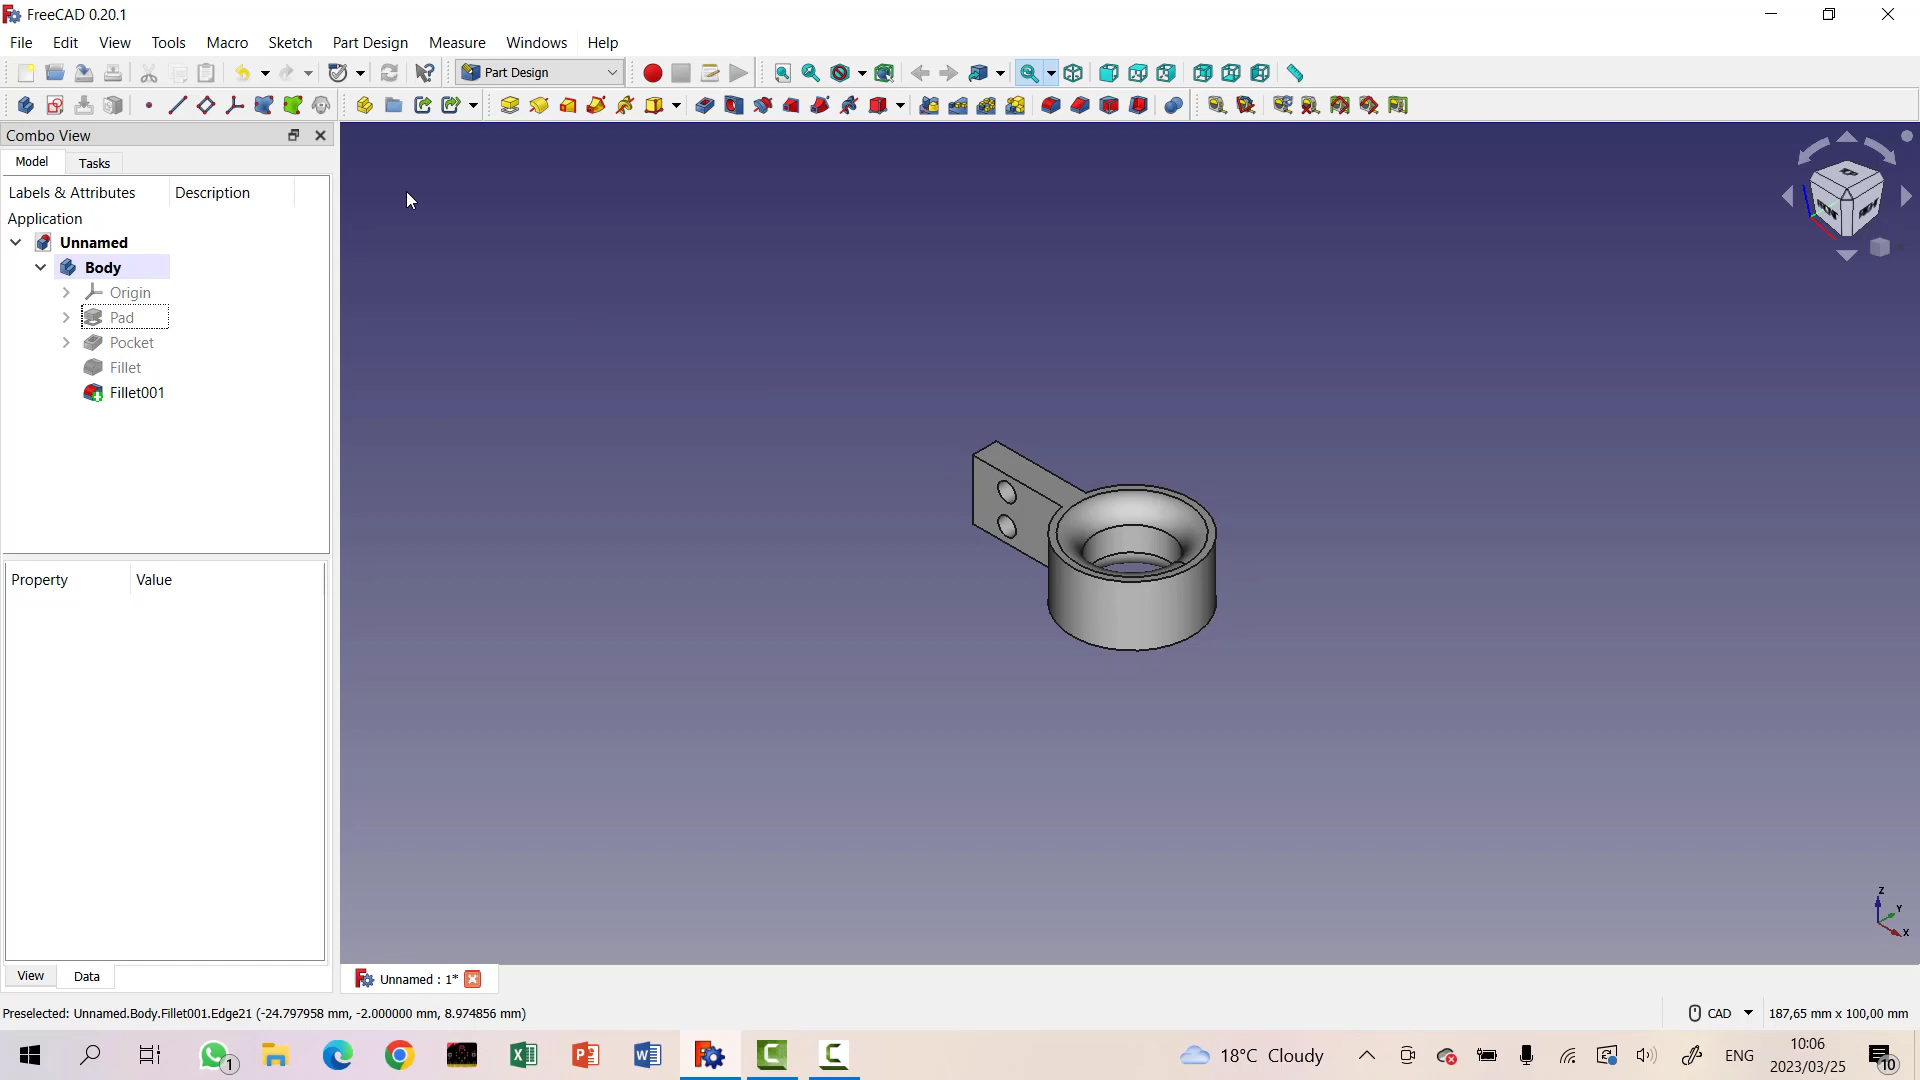 FreeCAD 0.20.1
File Edit View Tools Macro Sketch Part Design Measure Windows Help
Part Design
Combo View
Model Tasks
Labels & Attributes Description
Application
Unnamed
Body
Origin
Pad
Pocket
Fillet
Fillet001
Property Value
View Data
Z
Y
X
Unnamed : 1*
Preselected: Unnamed.Body.Fillet001.Edge21 (-24.797958 mm, -2.000000 mm, 8.974856 mm)
CAD
187,65 mm x 100,00 mm
1
18°C Cloudy
ENG
10:06
2023/03/25
10